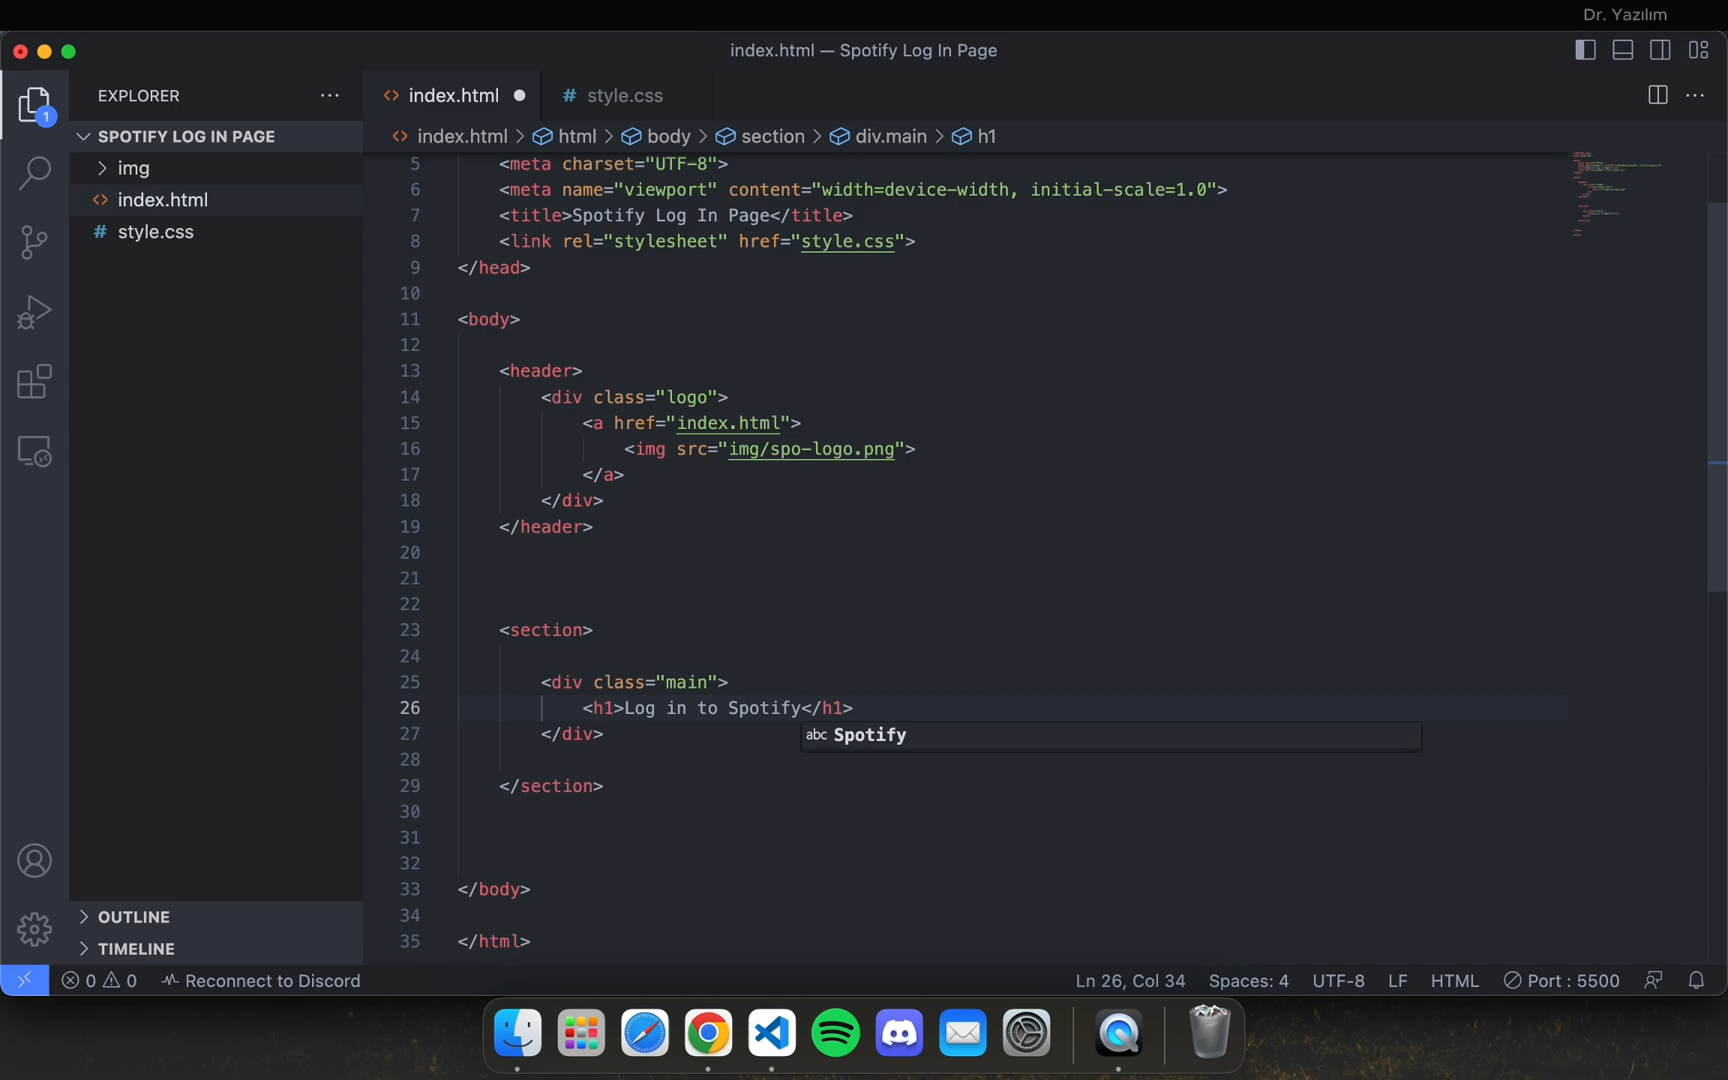 Dr. Yazılım
index.html — Spotify Log In Page
EXPLORER
index.html
# style.css
1
SPOTIFY LOG IN PAGE
index.html > html > body > section > div.main > h1
img
index.html
# style.css
5 <meta charset="UTF-8">
6 <meta name="viewport" content="width=device-width, initial-scale=1.0">
7 <title>Spotify Log In Page</title>
8 <link rel="stylesheet" href="style.css">
9 </head>
10
11 <body>
12
13 <header>
14 <div class="logo">
15 <a href="index.html">
16 <img src="img/spo-logo.png">
17 </a>
18 </div>
19 </header>
20
21
22
23 <section>
24
25 <div class="main">
26 <h1>Log in to Spotify</h1>
27 </div>
abc Spotify
28
29 </section>
30
31
32
33 </body>
34
35 </html>
OUTLINE
TIMELINE
0 0 Reconnect to Discord
Ln 26, Col 34 Spaces: 4 UTF-8 LF HTML Port : 5500